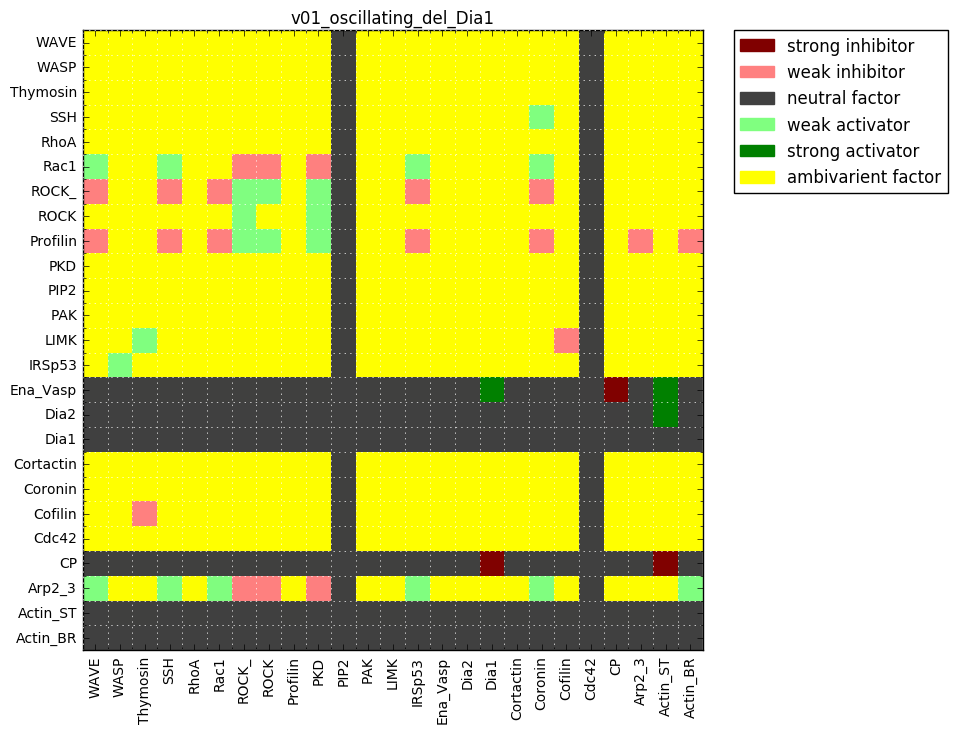 v01_oscillating_del_Dia1
WAVE
WASP
Thymosin
SSH
RhoA
Rac1
ROCK_
ROCK
Profilin
PKD
PIP2
PAK
LIMK
IRSp53
Ena_Vasp
Dia2
Dia1
Cortactin
Coronin
Cofilin
Cdc42
CP
Arp2_3
Actin_ST
Actin_BR
WAVE
WASP
Thymosin
SSH
RhoA
Rac1
ROCK_
ROCK
Profilin
PKD
PIP2
PAK
LIMK
IRSp53
Ena_Vasp
Dia2
Dia1
Cortactin
Coronin
Cofilin
Cdc42
CP
Arp2_3
Actin_ST
Actin_BR
strong inhibitor
weak inhibitor
neutral factor
weak activator
strong activator
ambivarient factor